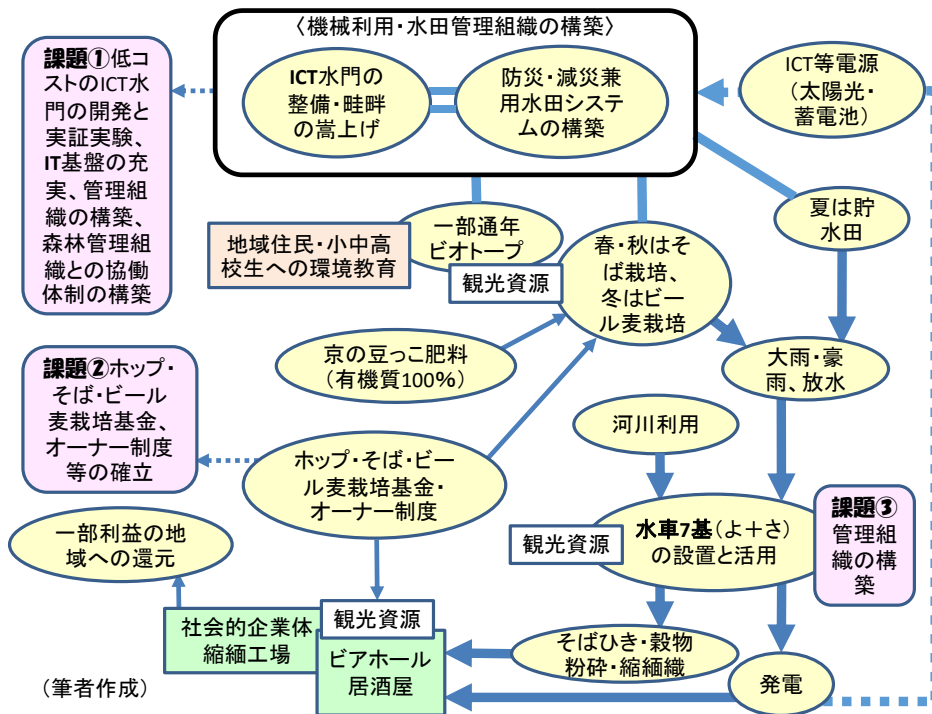 〈機械利用・水田管理組織の構築〉
ICT水門の
整備・畦畔
の嵩上げ
防災・減災兼
用水田システ
ムの構築
ICT等電源
（太陽光・
蓄電池）
課題①低コ
ストのICT水
門の開発と
実証実験、
IT基盤の充
実、管理組
織の構築、
森林管理組
織との協働
体制の構築
地域住民・小中高
校生への環境教育
一部通年
ビオトープ
観光資源
春・秋はそ
ば栽培、
冬はビー
ル麦栽培
夏は貯
水田
京の豆っこ肥料
（有機質100%）
大雨・豪
雨、放水
課題②ホップ・
そば・ビール
麦栽培基金、
オーナー制度
等の確立
ホップ・そば・ビー
ル麦栽培基金・
オーナー制度
河川利用
水車7基（よ＋さ）
の設置と活用
観光資源
課題③
管理組
織の構
築
一部利益の地
域への還元
社会的企業体
縮緬工場
観光資源
ビアホール
居酒屋
そばひき・穀物
粉砕・縮緬織
発電
（筆者作成）